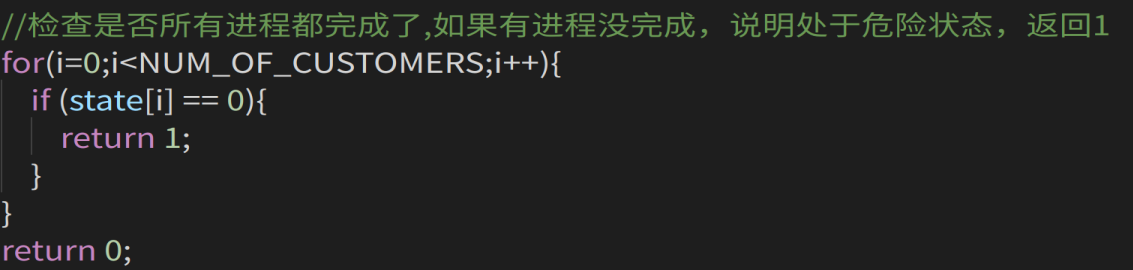 //检查是否所有进程都完成了,如果有进程没完成，说明处于危险状态，返回1
for(i=0;i<NUM_OF_CUSTOMERS;i++){
    if (state[i] == 0){
        return 1;
    }
}
return 0;